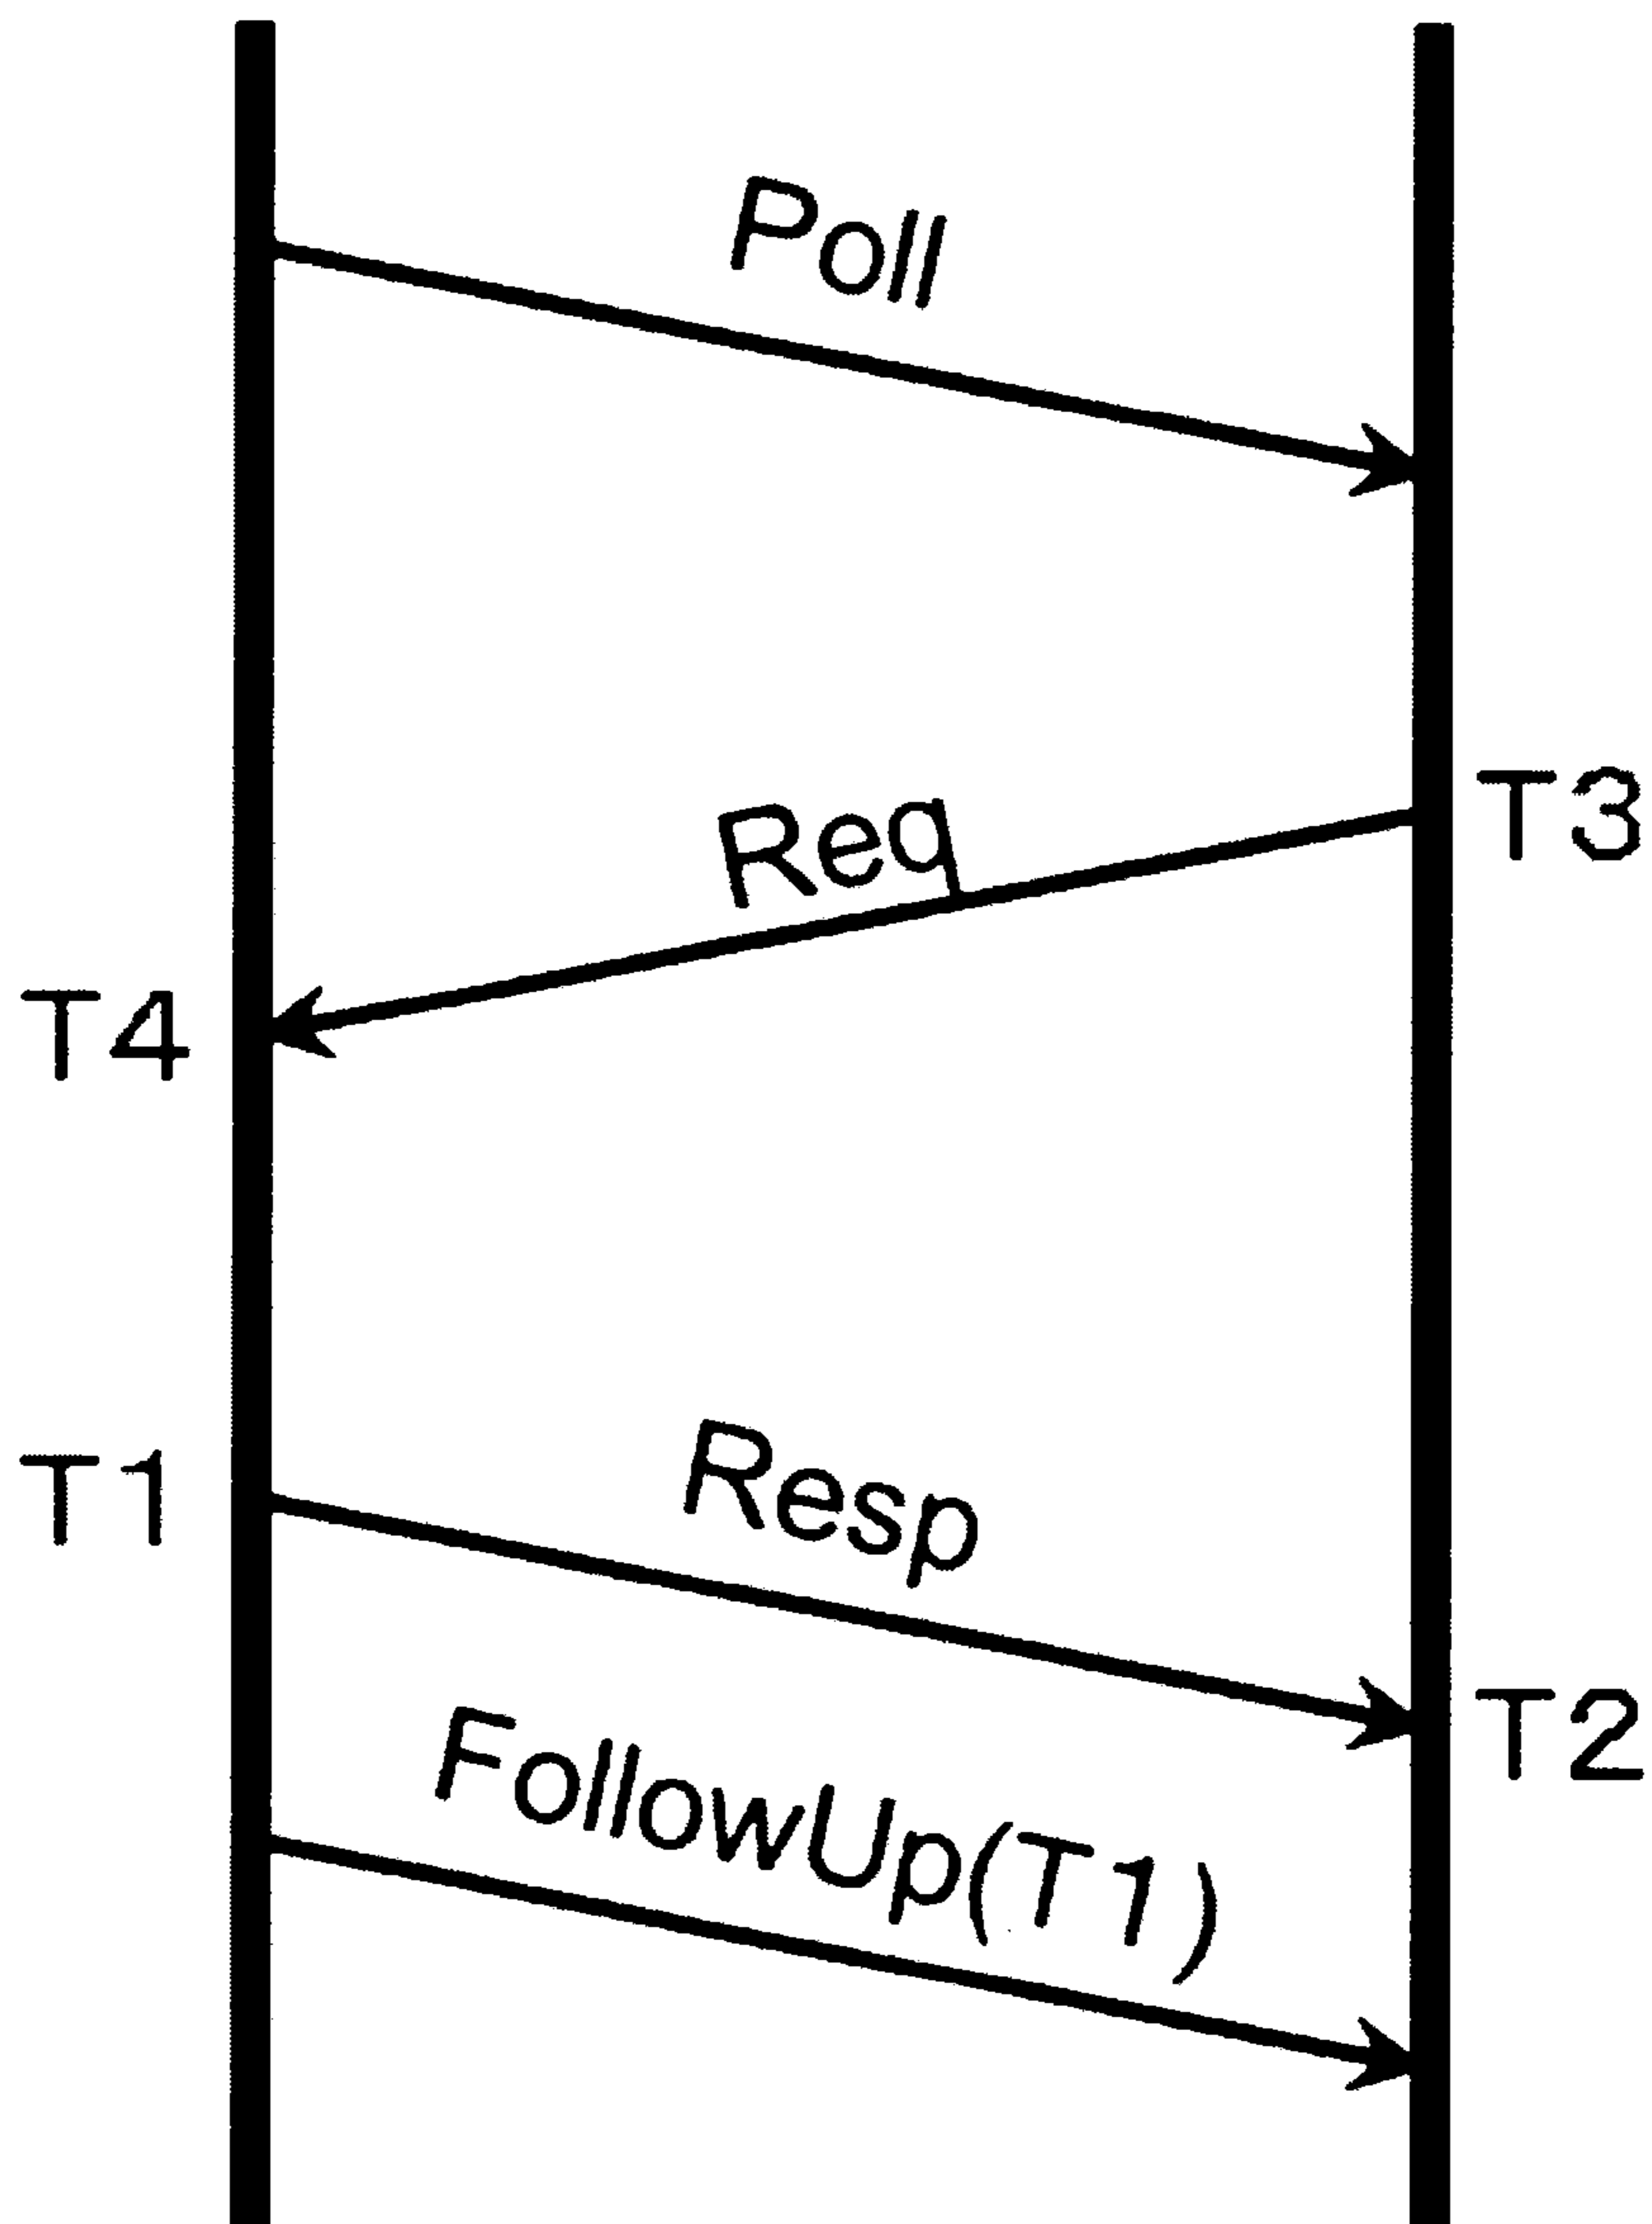 Poll
T3
Req
T4
T1
Resp
T2
FollowUp(T1)